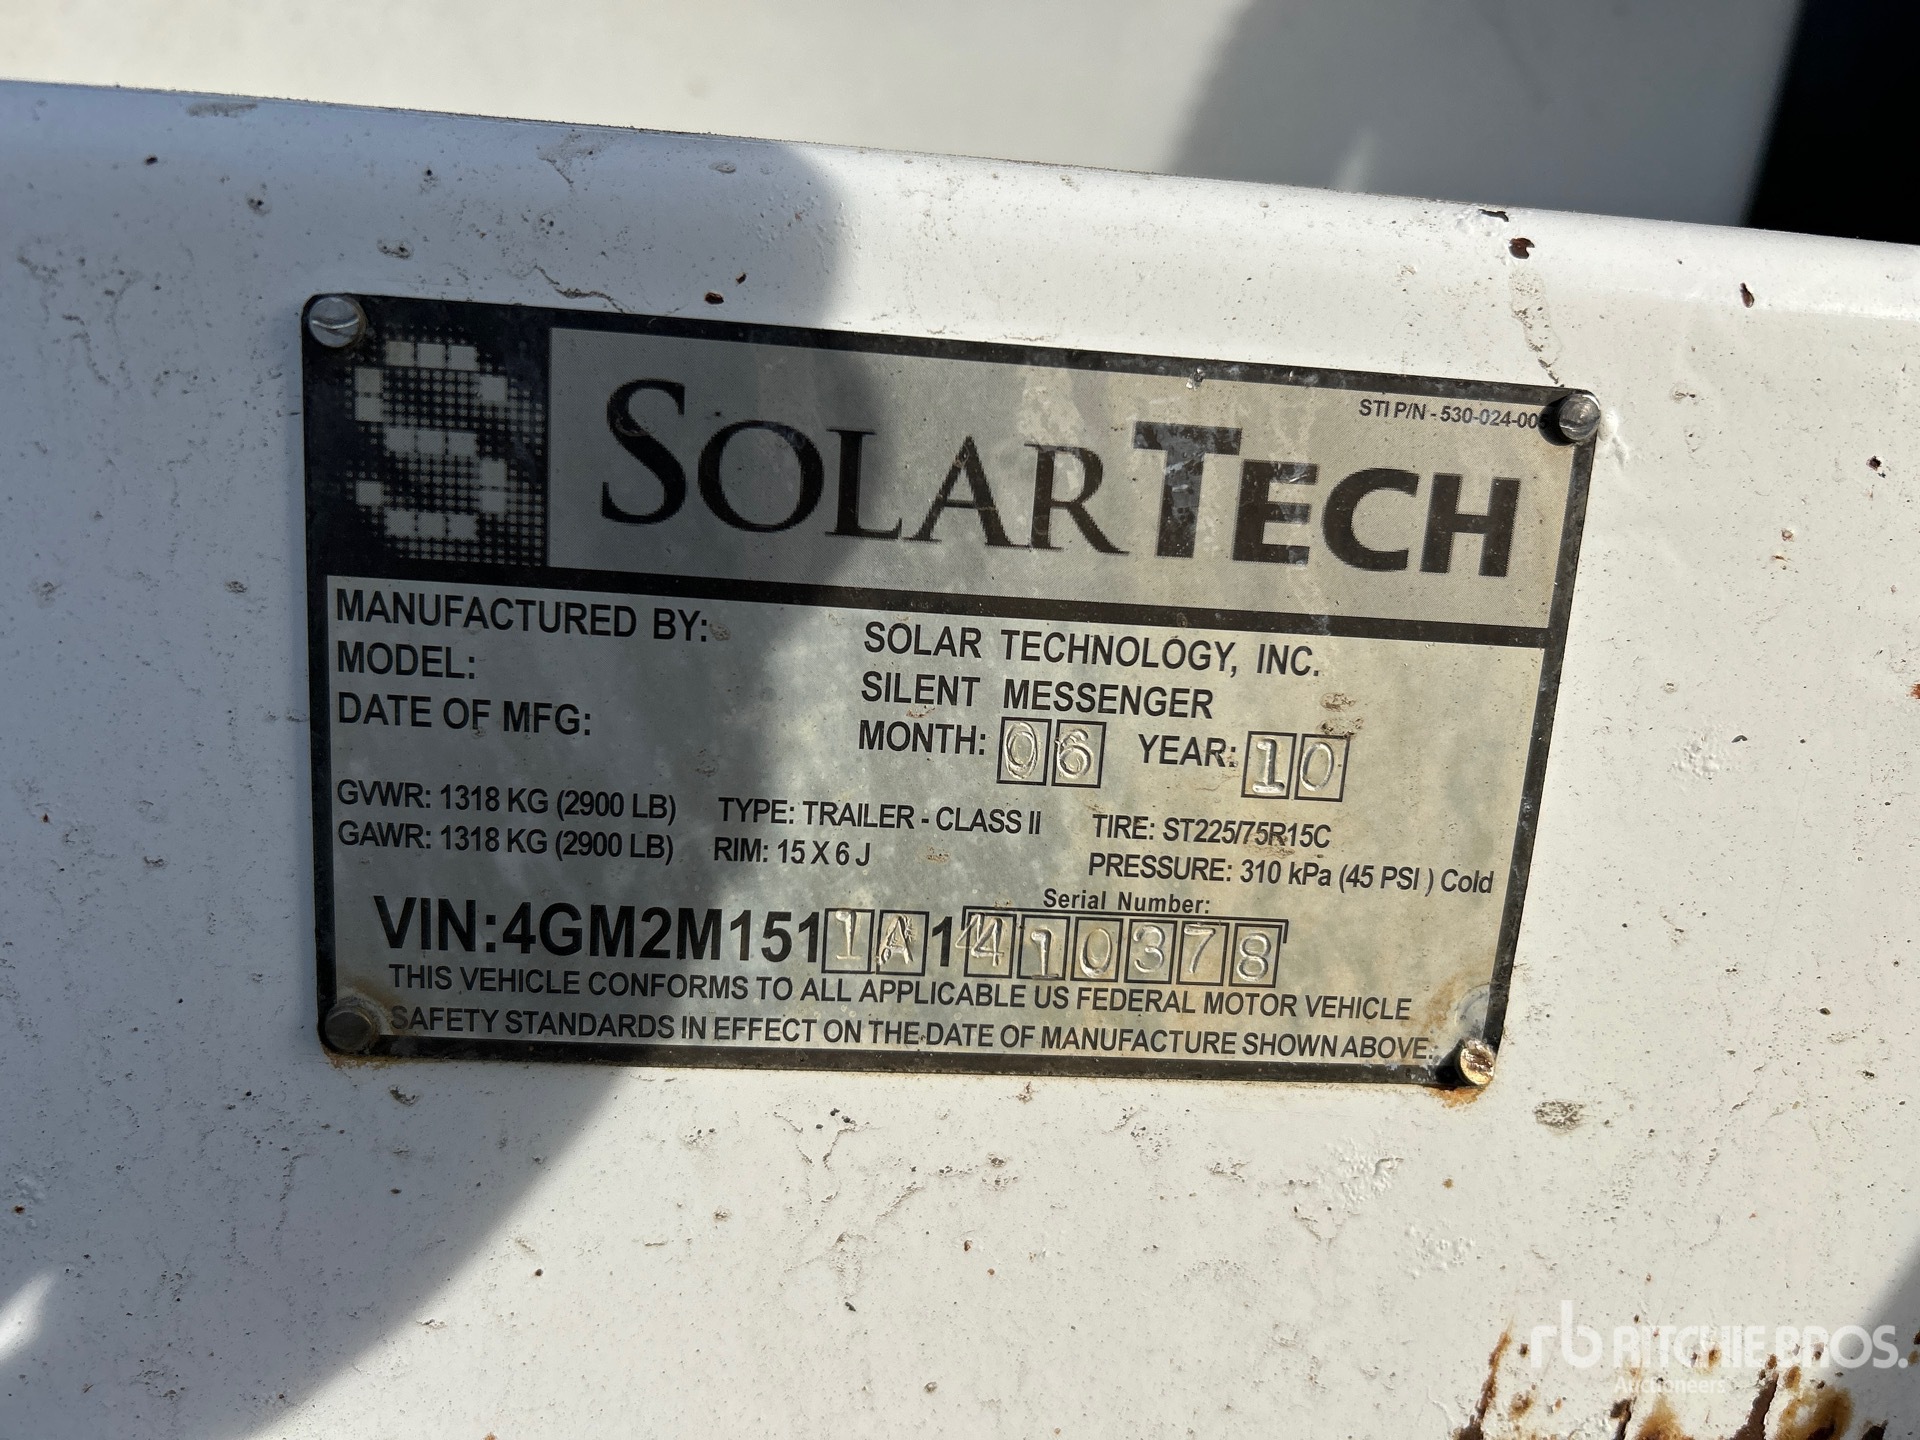 STI P/N - 530-024-005
SOLARTECH
MANUFACTURED BY: SOLAR TECHNOLOGY, INC.
MODEL: SILENT MESSENGER
DATE OF MFG: MONTH: 06 YEAR: 10
GVWR: 1318 KG (2900 LB) TYPE: TRAILER - CLASS II TIRE: ST225/75R15C
GAWR: 1318 KG (2900 LB) RIM: 15 X 6 J PRESSURE: 310 kPa (45 PSI ) Cold
Serial Number:
VIN:4GM2M1511A1410378
THIS VEHICLE CONFORMS TO ALL APPLICABLE US FEDERAL MOTOR VEHICLE
SAFETY STANDARDS IN EFFECT ON THE DATE OF MANUFACTURE SHOWN ABOVE.
rb RITCHIE BROS.
Auctioneers